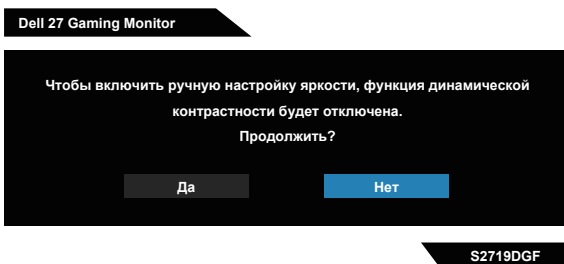 Dell 27 Gaming Monitor
Чтобы включить ручную настройку яркости, функция динамической
контрастности будет отключена.
Продолжить?
Да
Нет
S2719DGF